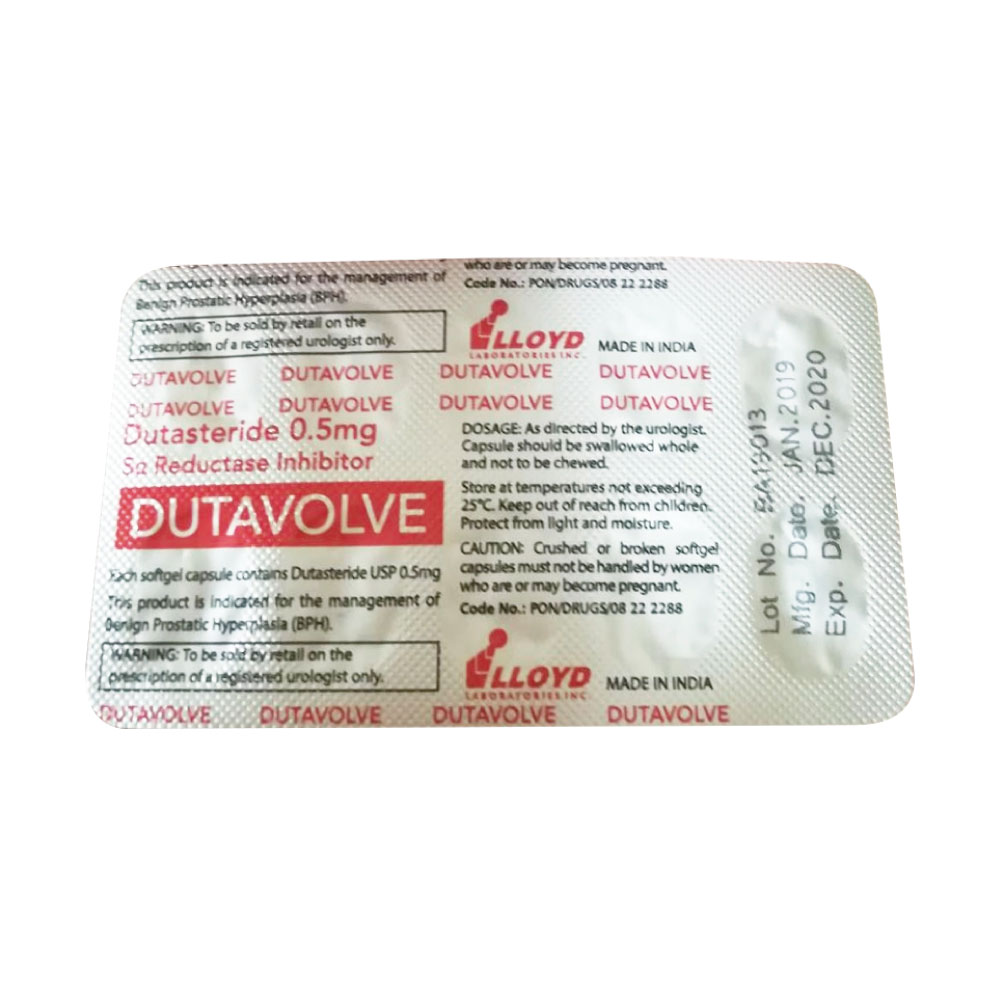 This product is indicated for the management of
Benign Prostatic Hyperplasia (BPH).
WARNING: To be sold by retail on the
prescription of a registered urologist only.
who are or may become pregnant.
Code No.: PON/DRUGS/08 22 2288
LLOYD
LABORATORIES INC.
MADE IN INDIA
DUTAVOLVE DUTAVOLVE DUTAVOLVE DUTAVOLVE
DUTAVOLVE DUTAVOLVE DUTAVOLVE DUTAVOLVE
Dutasteride 0.5mg
5α Reductase Inhibitor
DUTAVOLVE
Each softgel capsule contains Dutasteride USP 0.5mg
This product is indicated for the management of
Benign Prostatic Hyperplasia (BPH).
WARNING: To be sold by retail on the
prescription of a registered urologist only.
DOSAGE: As directed by the urologist.
Capsule should be swallowed whole
and not to be chewed.
Store at temperatures not exceeding
25°C. Keep out of reach from children.
Protect from light and moisture.
CAUTION: Crushed or broken softgel
capsules must not be handled by women
who are or may become pregnant.
Code No.: PON/DRUGS/08 22 2288
LLOYD
LABORATORIES INC.
MADE IN INDIA
DUTAVOLVE DUTAVOLVE DUTAVOLVE DUTAVOLVE
Lot No.
Mfg. Date. JAN.2019
Exp. Date. DEC.2020